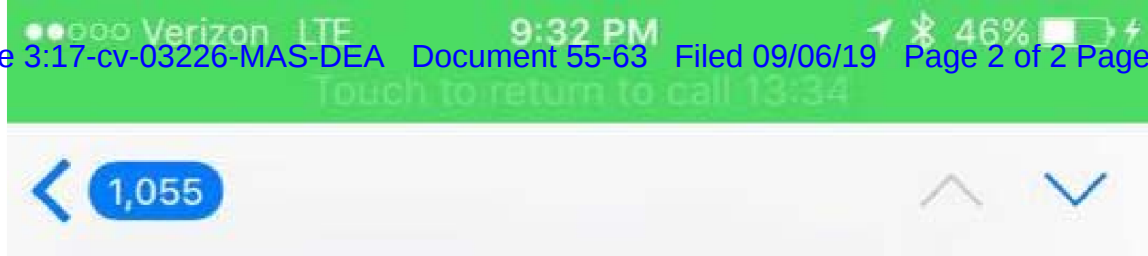 ●●○○○ Verizon LTE 9:32 PM 46%
e 3:17-cv-03226-MAS-DEA Document 55-63 Filed 09/06/19 Page 2 of 2 Page
Touch to return to call 13:34
1,055